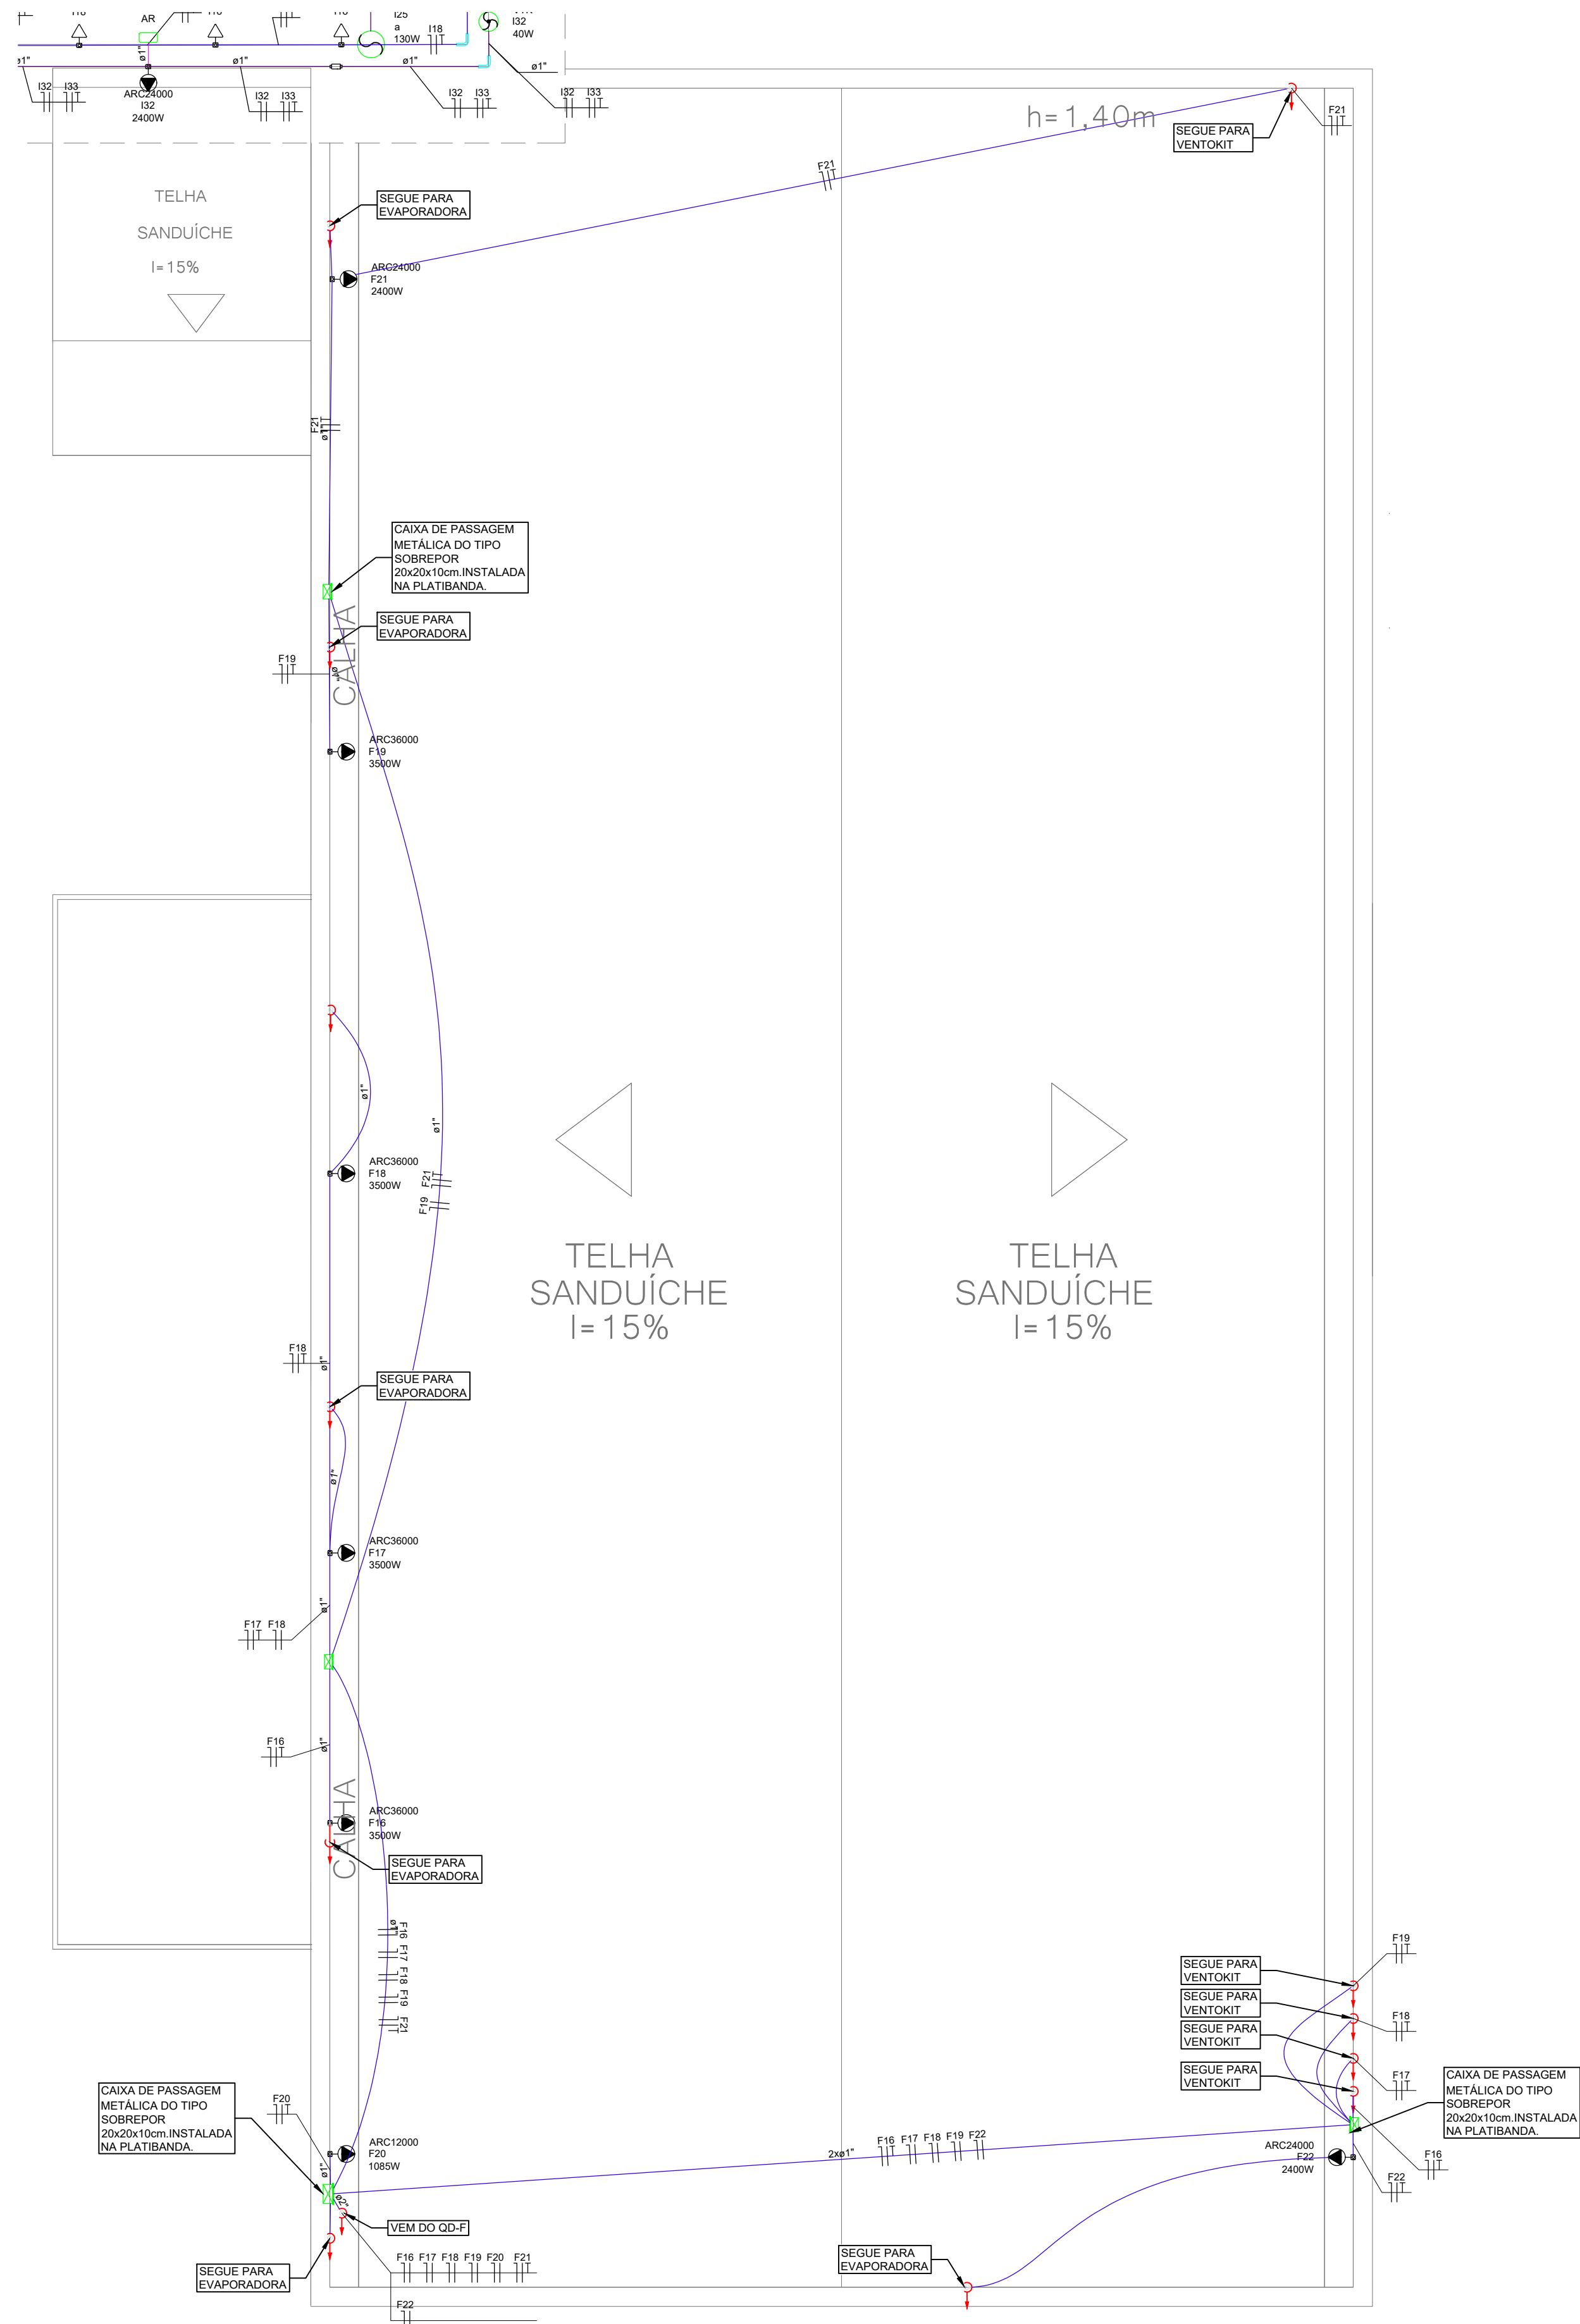 AR
I25
a
130W
I18
I32
40W
ø1"
ø1"
ø1"
ø1"
ø1"
I32 I33
ARC24000
I32
2400W
I32 I33
I32 I33
I32 I33
h=1,40m
SEGUE PARA
VENTOKIT
F21
F21
TELHA
SANDUÍCHE
I=15%
SEGUE PARA
EVAPORADORA
ARC24000
F21
2400W
F21
ø1"
CAIXA DE PASSAGEM
METÁLICA DO TIPO
SOBREPOR
20x20x10cm.INSTALADA
NA PLATIBANDA.
CALHA
SEGUE PARA
EVAPORADORA
F19
ø1"
ARC36000
F19
3500W
ø1"
ø1"
ARC36000
F18
3500W
F21
F19
TELHA
SANDUÍCHE
I=15%
TELHA
SANDUÍCHE
I=15%
F18
ø1"
SEGUE PARA
EVAPORADORA
ø1"
ARC36000
F17
3500W
ø1"
F17 F18
F16
ø1"
CALHA
ARC36000
F16
3500W
SEGUE PARA
EVAPORADORA
ø1"
F16
F17
F18
F19
F21
F19
SEGUE PARA
VENTOKIT
SEGUE PARA
VENTOKIT
F18
SEGUE PARA
VENTOKIT
SEGUE PARA
VENTOKIT
F17
CAIXA DE PASSAGEM
METÁLICA DO TIPO
SOBREPOR
20x20x10cm.INSTALADA
NA PLATIBANDA.
CAIXA DE PASSAGEM
METÁLICA DO TIPO
SOBREPOR
20x20x10cm.INSTALADA
NA PLATIBANDA.
F20
ARC12000
F20
1085W
ø1"
2xø1"
F16 F17 F18 F19 F22
ARC24000
F22
2400W
F16
F22
ø2"
VEM DO QD-F
SEGUE PARA
EVAPORADORA
F16 F17 F18 F19 F20 F21
F22
SEGUE PARA
EVAPORADORA